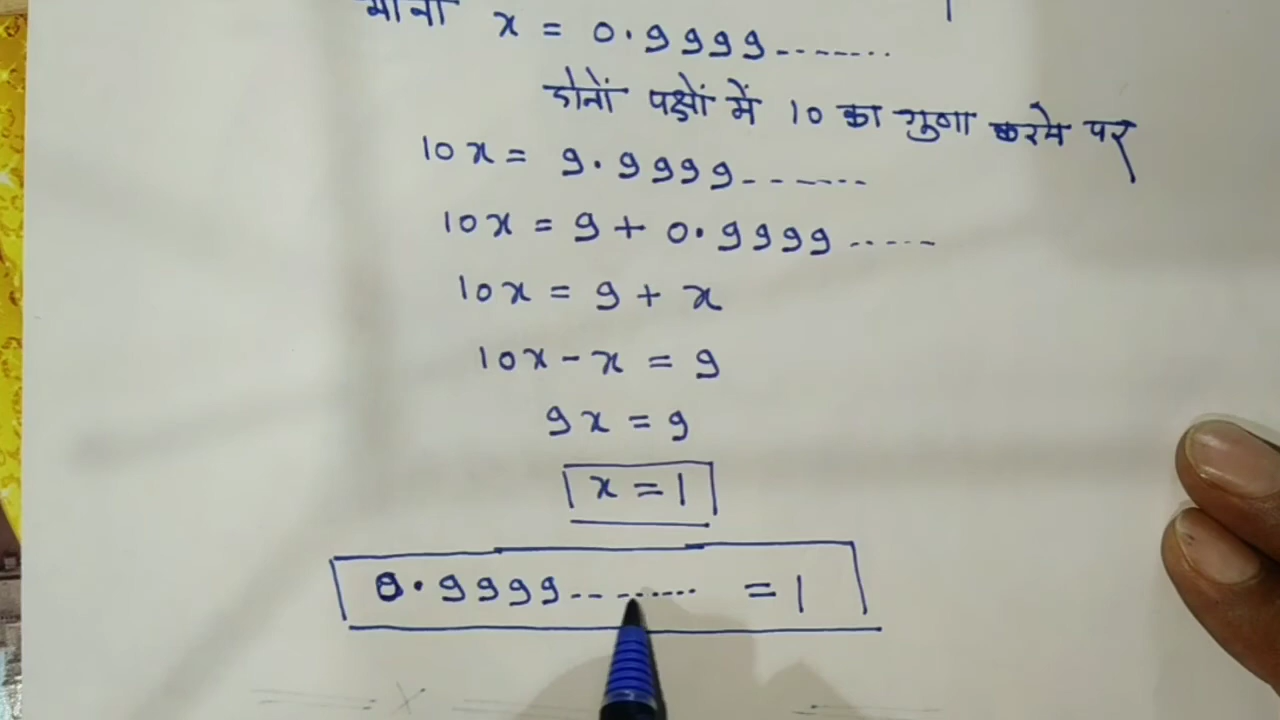 माना x = 0.9999.......
दोनों पक्षों में 10 का गुणा करने पर
10x = 9.9999.......
10x = 9 + 0.9999.....
10x = 9 + x
10x - x = 9
9x = 9
x = 1
0.9999......... = 1